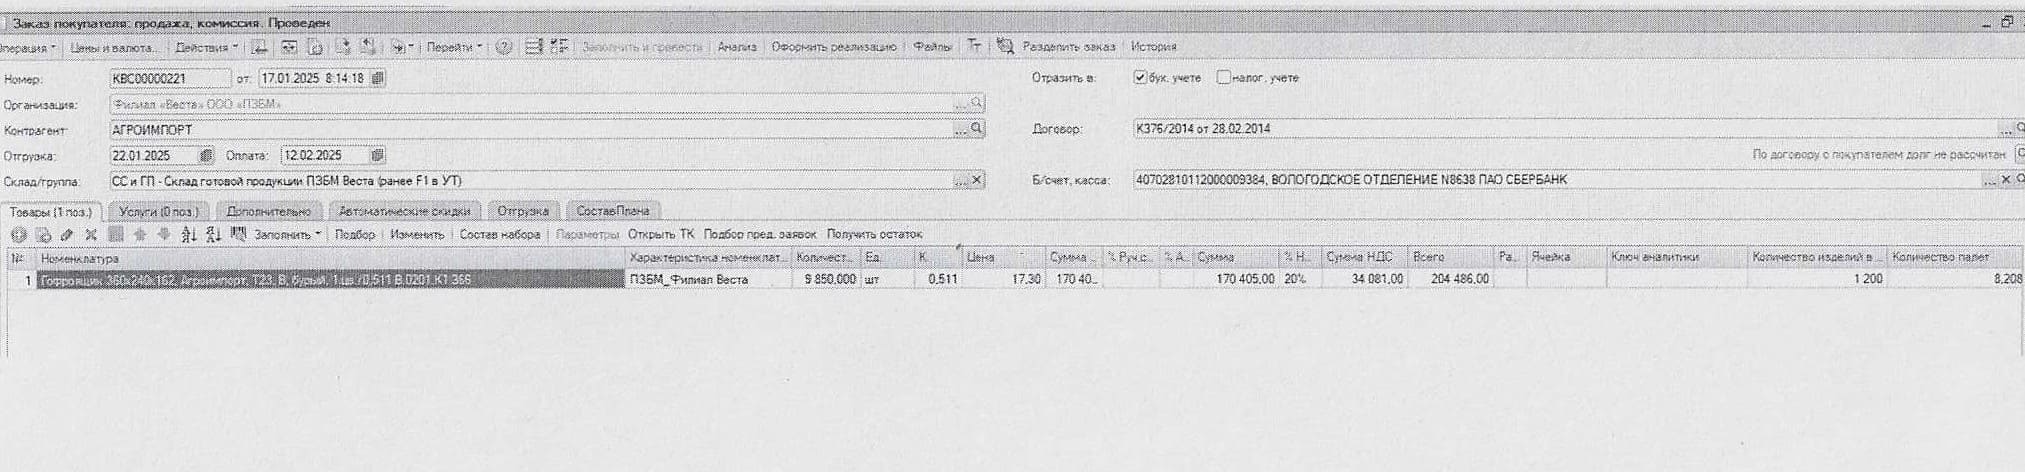 Заказ покупателя: продажа, комиссия. Проведен
Операция Цены и валюта... Действия Перейти Заполнить и провести Анализ Оформить реализацию Файлы Тт Разделить заказ История
Номер: КВС00000221 от: 17.01.2025 8:14:18 Отразить в: бух. учете налог. учете
Организация: Филиал «Веста» ООО «ПЗБМ»
Контрагент: АГРОИМПОРТ Договор: К376/2014 от 28.02.2014
Отгрузка: 22.01.2025 Оплата: 12.02.2025 По договору с покупателем долг не рассчитан
Склад/группа: СС и ГП - Склад готовой продукции ПЗБМ Веста (ранее F1 в УТ) Б/счет, касса: 40702810112000009384, ВОЛОГОДСКОЕ ОТДЕЛЕНИЕ N8638 ПАО СБЕРБАНК
Товары (1 поз.) Услуги (0 поз.) Дополнительно Автоматические скидки Отгрузка СоставПлана
Заполнить Подбор Изменить Состав набора Параметры Открыть ТК Подбор пред. заявок Получить остаток
№ Номенклатура Характеристика номенклат... Количест... Ед. К. Цена Сумма ... % Руч.с... % А... Сумма % Н... Сумма НДС Всего Ра... Ячейка Ключ аналитики Количество изделий в ... Количество палет
1 Гофроящик 360х240х162, Агроимпорт, Т23, В, бурый, 1 цв./0,511 В.0201.К1.366 ПЗБМ_Филиал Веста 9 850,000 шт 0,511 17,30 170 40... 170 405,00 20% 34 081,00 204 486,00 1 200 8,208